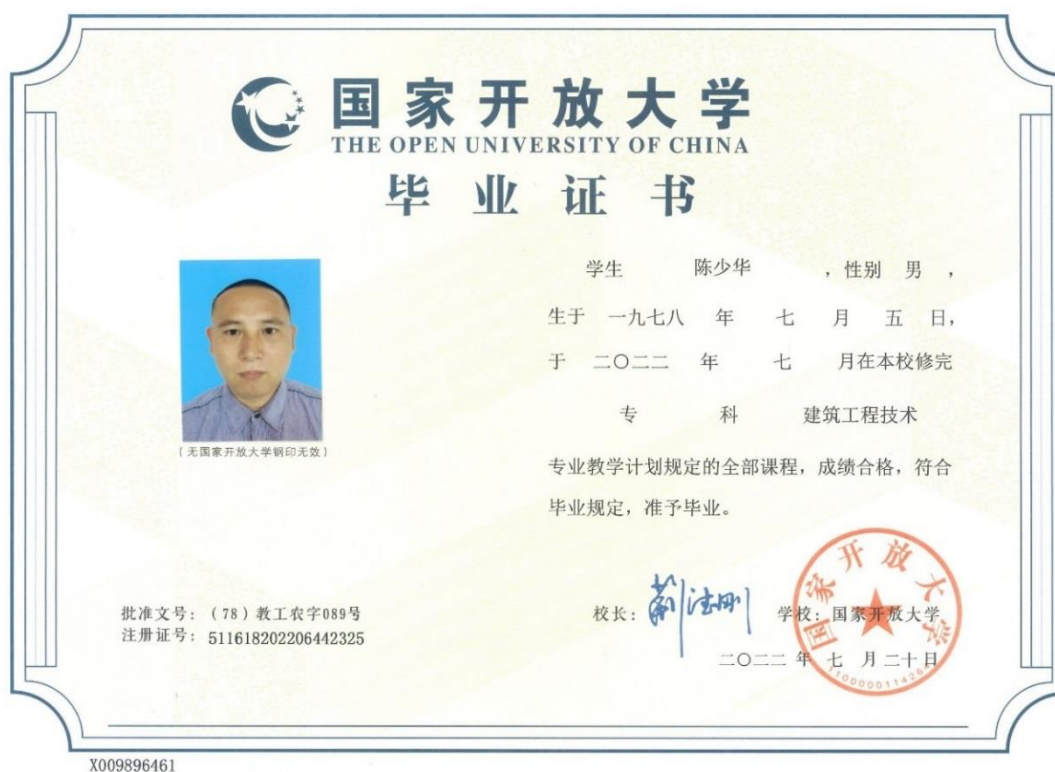 国家开放大学
THE OPEN UNIVERSITY OF CHINA
毕业证书
学生 陈少华 ，性别 男 ，
生于 一九七八 年 七 月 五 日，
于 二〇二二 年 七 月在本校修完
专 科 建筑工程技术
专业教学计划规定的全部课程，成绩合格，符合
毕业规定，准予毕业。
（无国家开放大学钢印无效）
批准文号：（78）教工农字089号
注册证号：511618202206442325
校长：荆德刚
学校：国家开放大学
二〇二二 年 七 月 二十 日
国家开放大学
X009896461